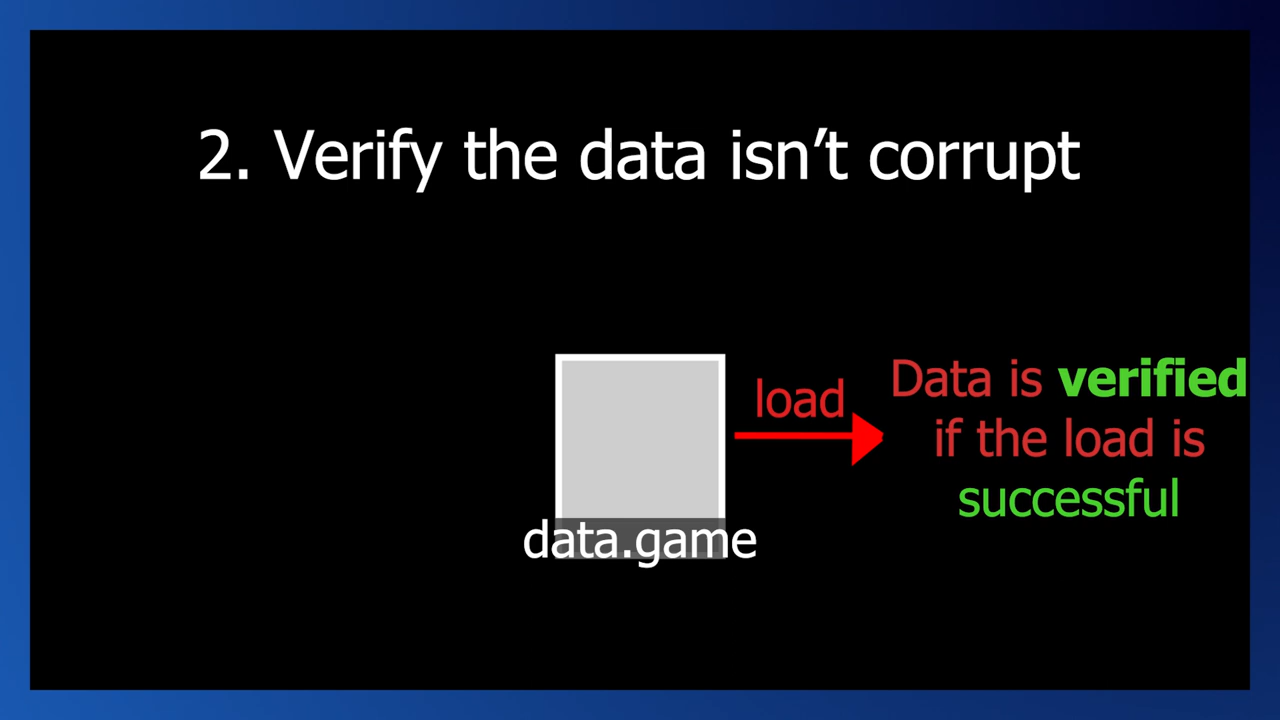 2. Verify the data isn’t corrupt
load
Data is verified
if the load is
successful
data.game